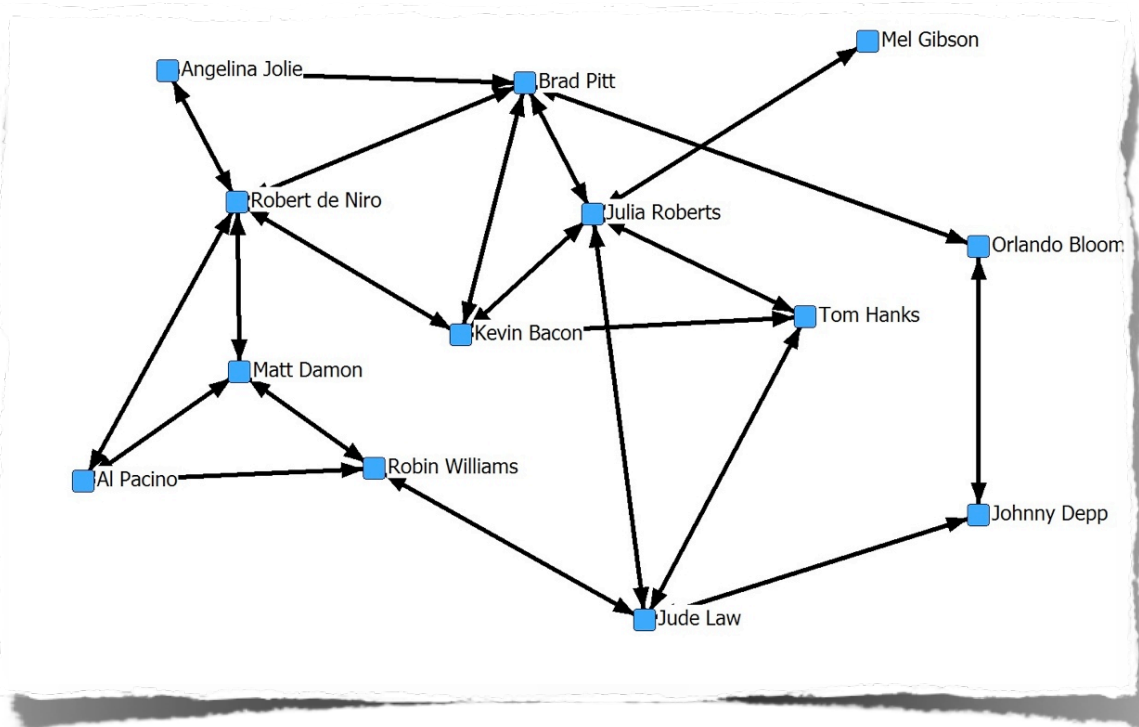 Mel Gibson
Angelina Jolie
Brad Pitt
Robert de Niro
Julia Roberts
Orlando Bloom
Tom Hanks
Kevin Bacon
Matt Damon
Robin Williams
Al Pacino
Johnny Depp
Jude Law